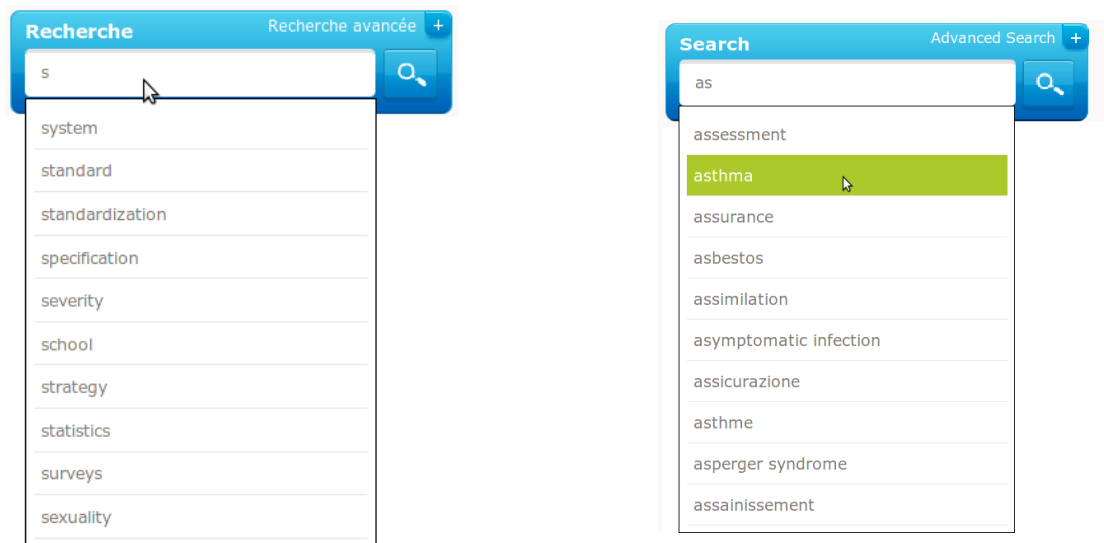 Recherche
Recherche avancée +
s
system
standard
standardization
specification
severity
school
strategy
statistics
surveys
sexuality
Search
Advanced Search +
as
assessment
asthma
assurance
asbestos
assimilation
asymptomatic infection
assicurazione
asthme
asperger syndrome
assainissement